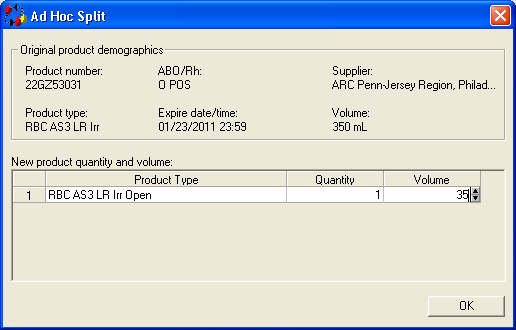 Ad Hoc Split
Original product demographics
Product number: ABO/Rh: Supplier:
22GZ53031 O POS ARC Penn-Jersey Region, Philad...
Product type: Expire date/time: Volume:
RBC AS3 LR Irr 01/23/2011 23:59 350 mL
New product quantity and volume:
Product Type Quantity Volume
1 RBC AS3 LR Irr Open 1 35
OK